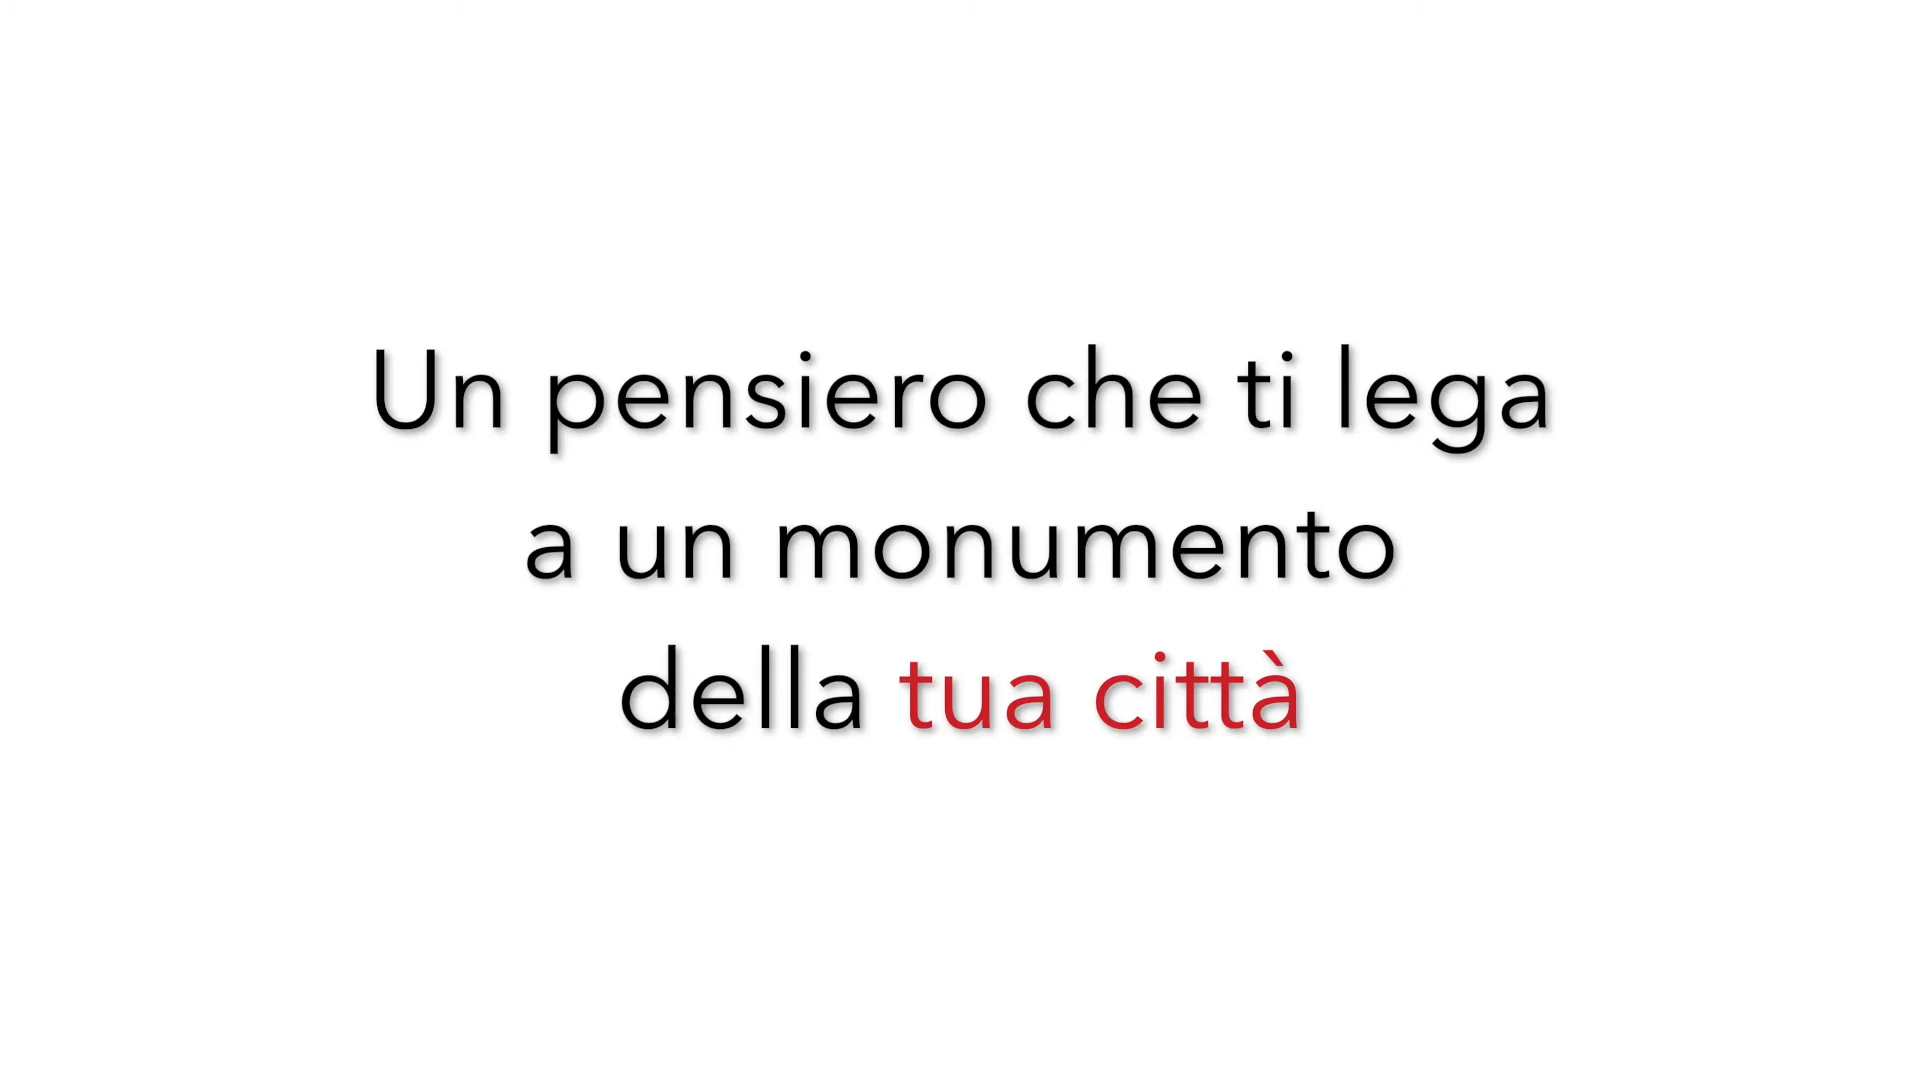 Un pensiero che ti lega
a un monumento
della tua città